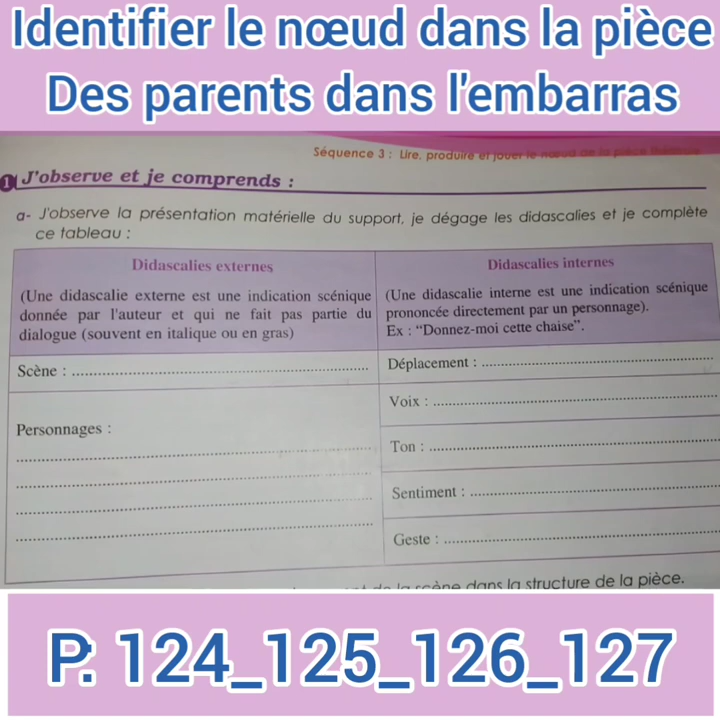 Identifier le nœud dans la pièce
Des parents dans l'embarras
Séquence 3 : Lire, produire et jouer le nœud de la pièce théâtrale
1 J'observe et je comprends :
a- J'observe la présentation matérielle du support, je dégage les didascalies et je complète
ce tableau :
Didascalies externes
(Une didascalie externe est une indication scénique
donnée par l'auteur et qui ne fait pas partie du
dialogue (souvent en italique ou en gras)
Didascalies internes
(Une didascalie interne est une indication scénique
prononcée directement par un personnage).
Ex : “Donnez-moi cette chaise”.
Scène :
Personnages :
Déplacement :
Voix :
Ton :
Sentiment :
Geste :
de la scène dans la structure de la pièce.
P. 124_125_126_127